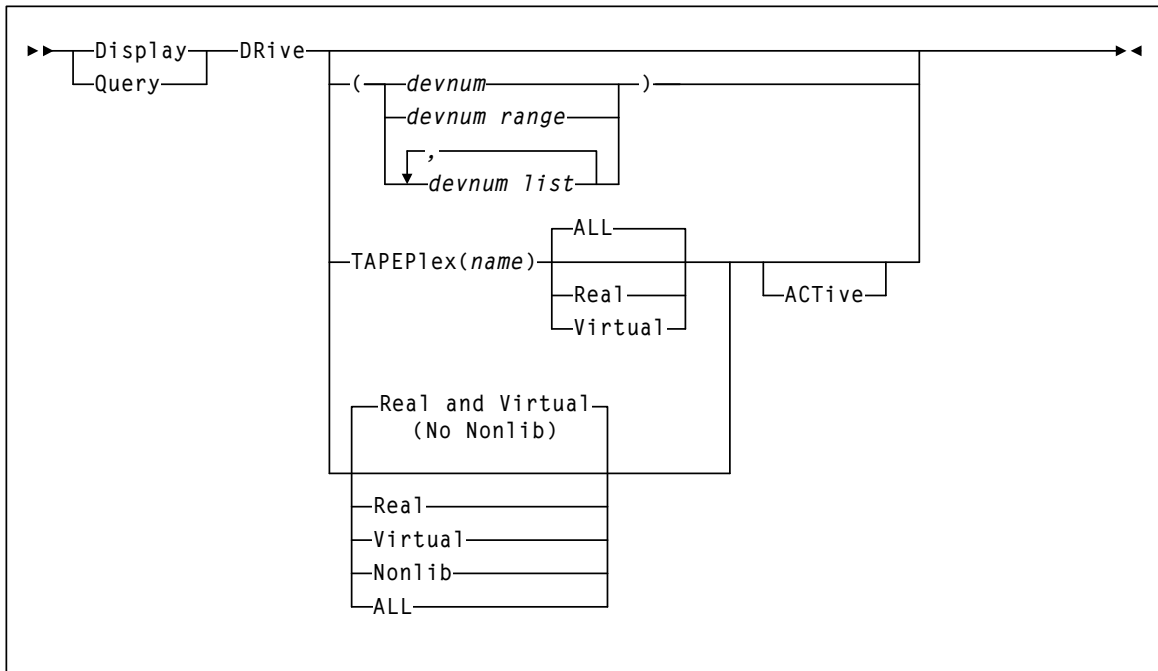 Display DRive
Query
( devnum )
devnum range
,
devnum list
ALL
TAPEPlex(name)
Real
ACTive
Virtual
Real and Virtual
(No Nonlib)
Real
Virtual
Nonlib
ALL